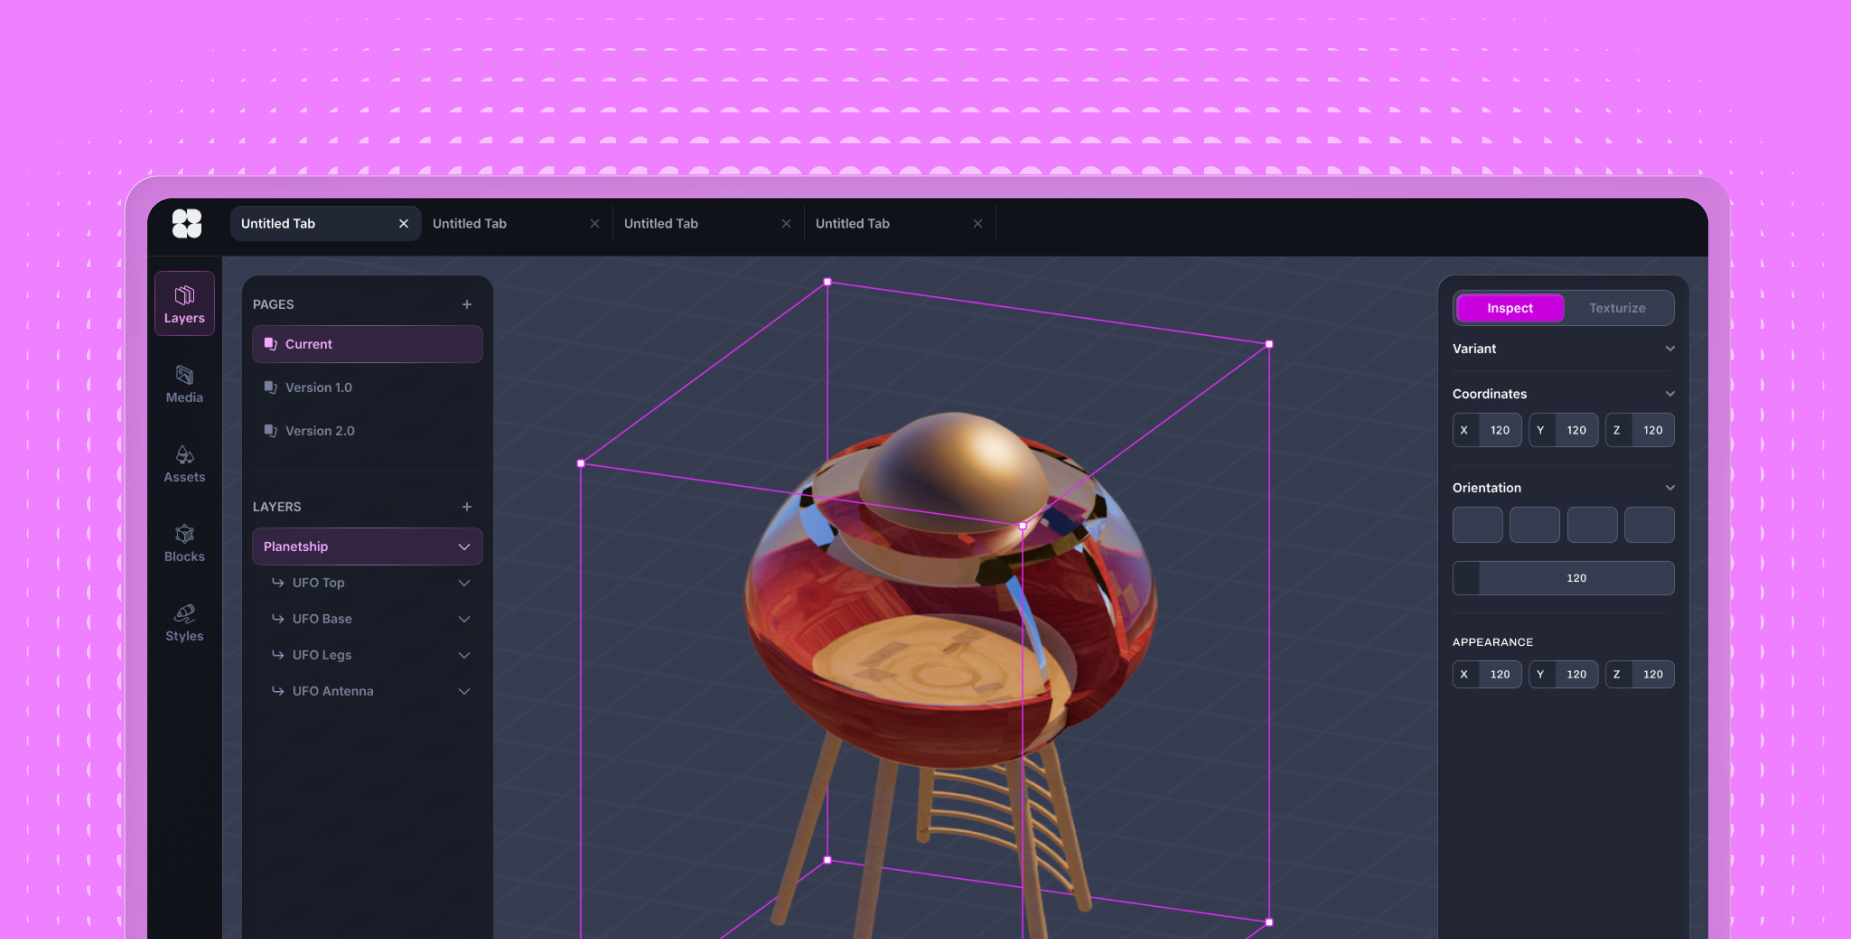 Untitled Tab
Untitled Tab
Untitled Tab
Untitled Tab
Layers
Media
Assets
Blocks
Styles
PAGES
Current
Version 1.0
Version 2.0
LAYERS
Planetship
UFO Top
UFO Base
UFO Legs
UFO Antenna
Inspect Texturize
Variant
Coordinates
X 120 Y 120 Z 120
Orientation
120
APPEARANCE
X 120 Y 120 Z 120